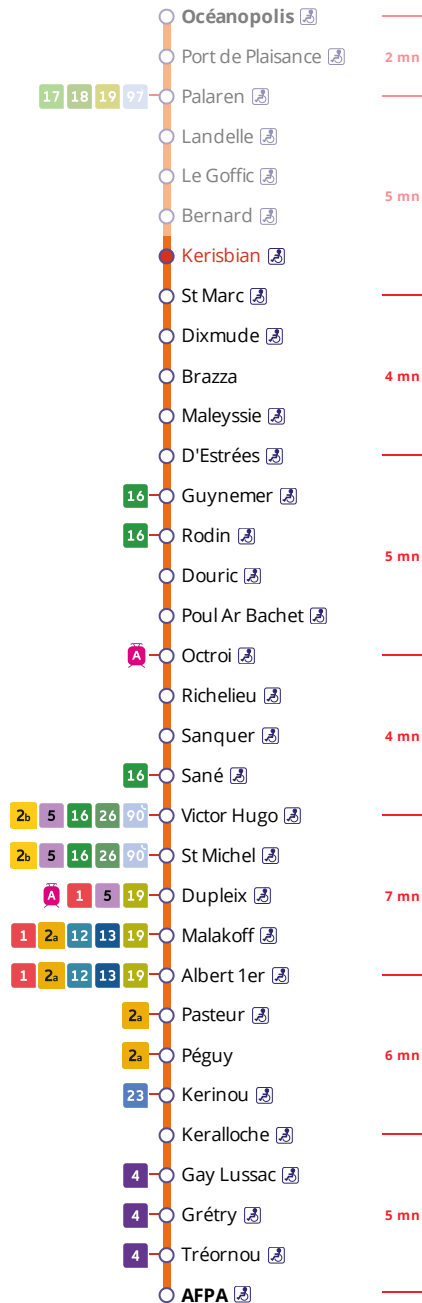 Océanopolis
Port de Plaisance 2 mn
17 18 19 97 Palaren
Landelle
Le Goffic
5 mn
Bernard
Kerisbian
St Marc
Dixmude
Brazza 4 mn
Maleyssie
D'Estrées
16 Guynemer
16 Rodin
5 mn
Douric
Poul Ar Bachet
A Octroi
Richelieu
Sanquer 4 mn
16 Sané
2b 5 16 26 90 Victor Hugo
2b 5 16 26 90 St Michel
A 1 5 19 Dupleix 7 mn
1 2a 12 13 19 Malakoff
1 2a 12 13 19 Albert 1er
2a Pasteur
2a Péguy 6 mn
23 Kerinou
Keralloche
4 Gay Lussac
4 Grétry 5 mn
4 Tréornou
AFPA